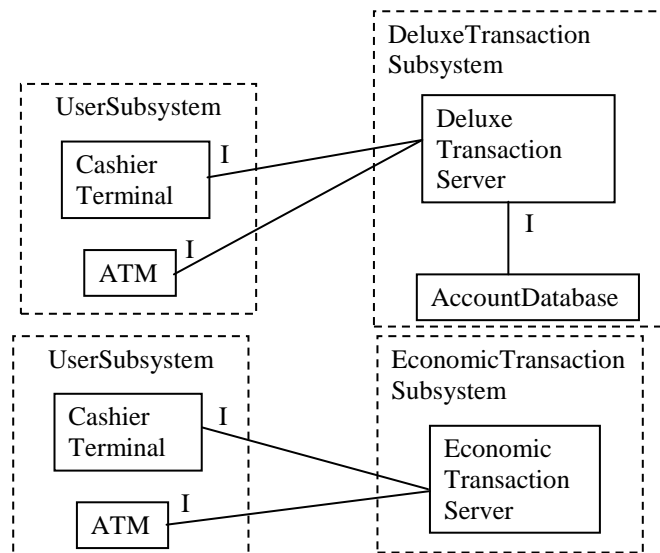 DeluxeTransaction
Subsystem
UserSubsystem
Cashier
Terminal
I
ATM
I
Deluxe
Transaction
Server
I
AccountDatabase
UserSubsystem
Cashier
Terminal
I
ATM
I
EconomicTransaction
Subsystem
Economic
Transaction
Server